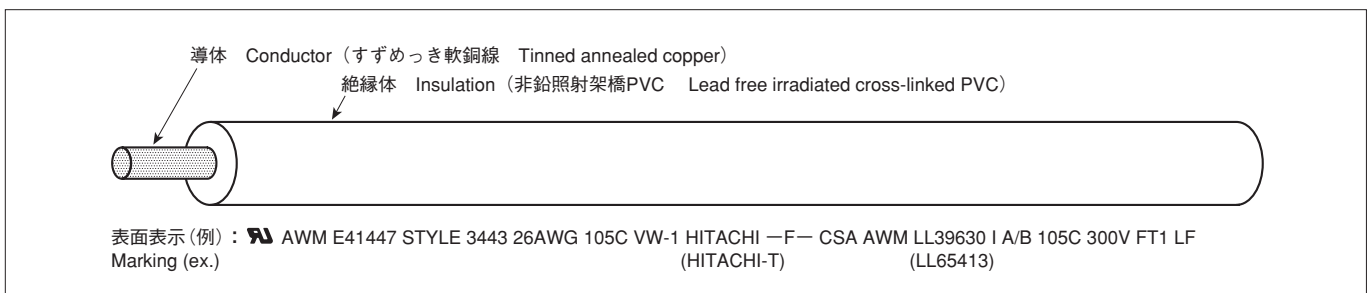 導体 Conductor（すずめっき軟銅線 Tinned annealed copper）
絶縁体 Insulation（非鉛照射架橋PVC Lead free irradiated cross-linked PVC）
表面表示（例）： RU AWM E41447 STYLE 3443 26AWG 105C VW-1 HITACHI －F－ CSA AWM LL39630 I A/B 105C 300V FT1 LF
Marking (ex.) (HITACHI-T) (LL65413)